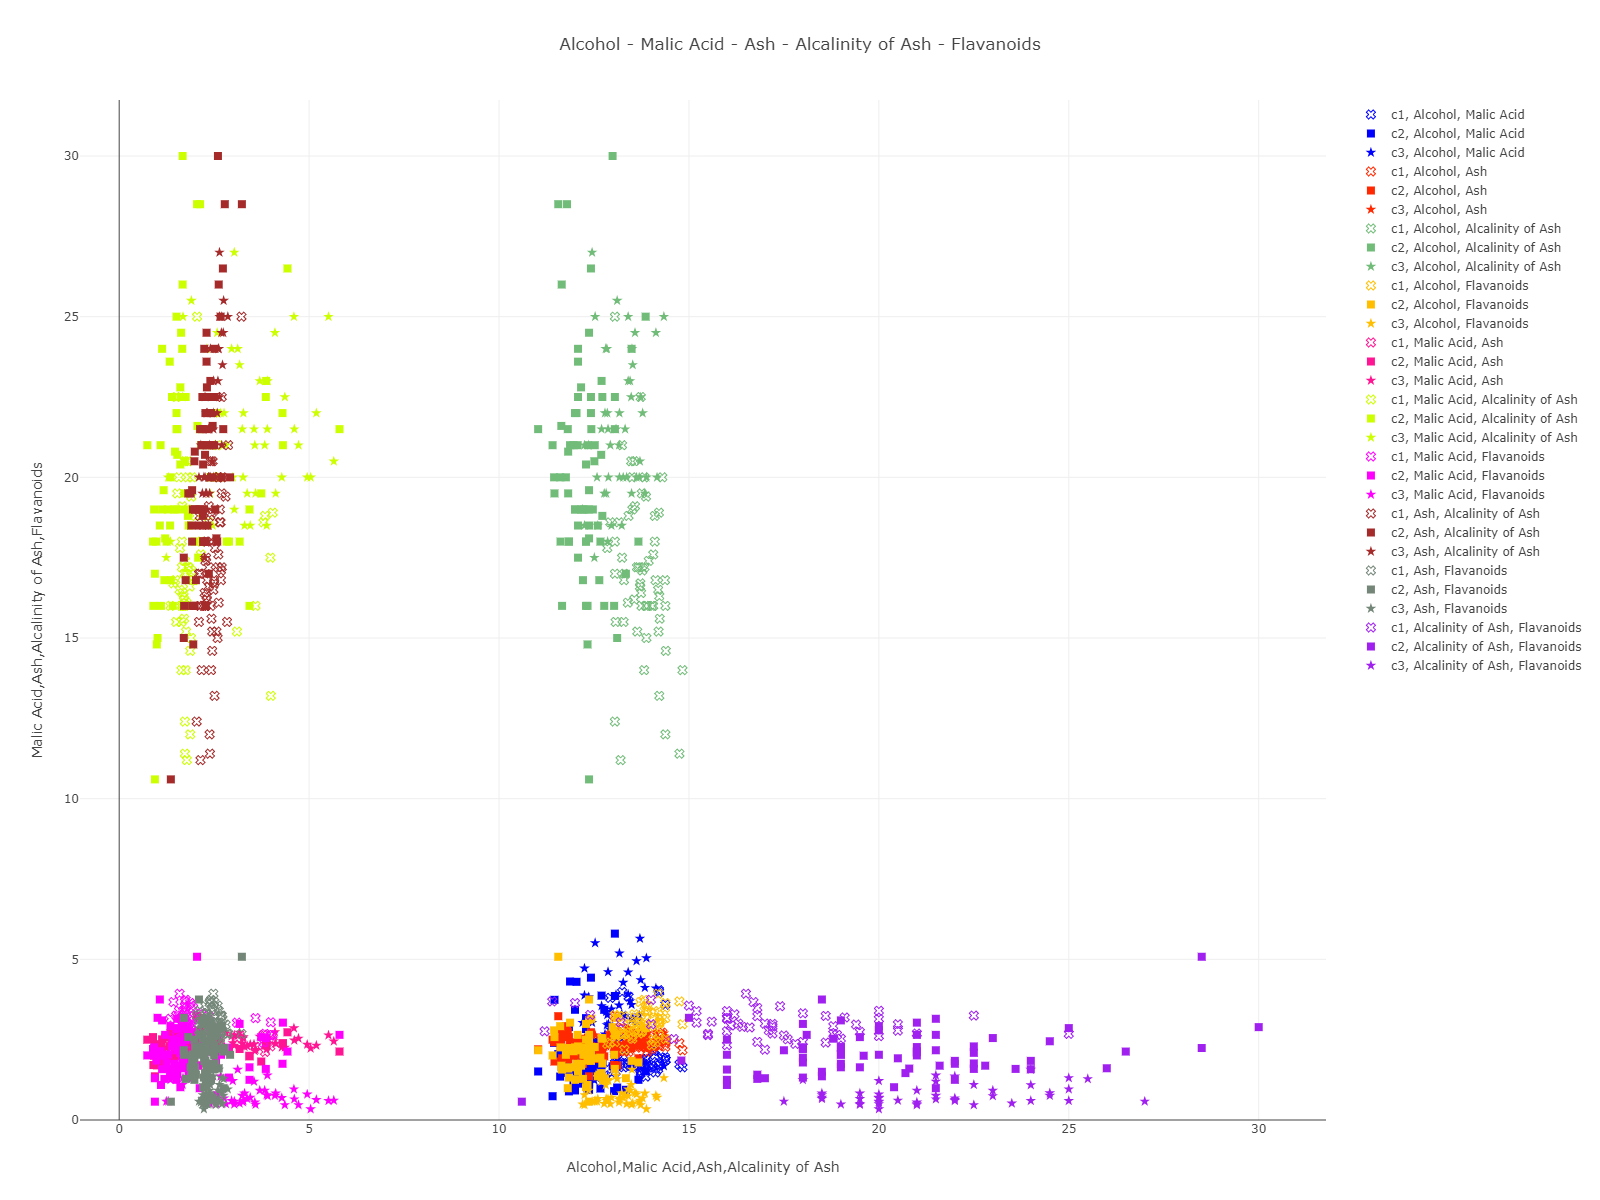 Alcohol - Malic Acid - Ash - Alcalinity of Ash - Flavanoids
Malic Acid,Ash,Alcalinity of Ash,Flavanoids
30
25
20
15
10
5
0
0
5
10
15
20
25
30
Alcohol,Malic Acid,Ash,Alcalinity of Ash
c1, Alcohol, Malic Acid
c2, Alcohol, Malic Acid
c3, Alcohol, Malic Acid
c1, Alcohol, Ash
c2, Alcohol, Ash
c3, Alcohol, Ash
c1, Alcohol, Alcalinity of Ash
c2, Alcohol, Alcalinity of Ash
c3, Alcohol, Alcalinity of Ash
c1, Alcohol, Flavanoids
c2, Alcohol, Flavanoids
c3, Alcohol, Flavanoids
c1, Malic Acid, Ash
c2, Malic Acid, Ash
c3, Malic Acid, Ash
c1, Malic Acid, Alcalinity of Ash
c2, Malic Acid, Alcalinity of Ash
c3, Malic Acid, Alcalinity of Ash
c1, Malic Acid, Flavanoids
c2, Malic Acid, Flavanoids
c3, Malic Acid, Flavanoids
c1, Ash, Alcalinity of Ash
c2, Ash, Alcalinity of Ash
c3, Ash, Alcalinity of Ash
c1, Ash, Flavanoids
c2, Ash, Flavanoids
c3, Ash, Flavanoids
c1, Alcalinity of Ash, Flavanoids
c2, Alcalinity of Ash, Flavanoids
c3, Alcalinity of Ash, Flavanoids